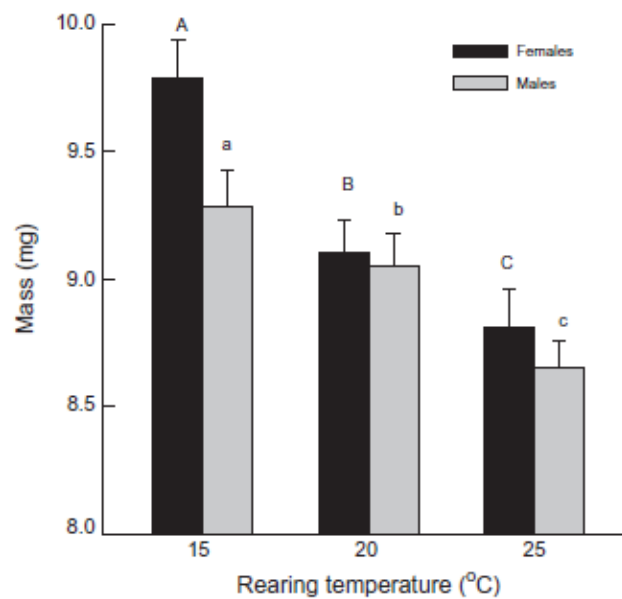 10.0
9.5
9.0
8.5
8.0
Mass (mg)
A
a
B
b
C
c
Females
Males
15 20 25
Rearing temperature (°C)